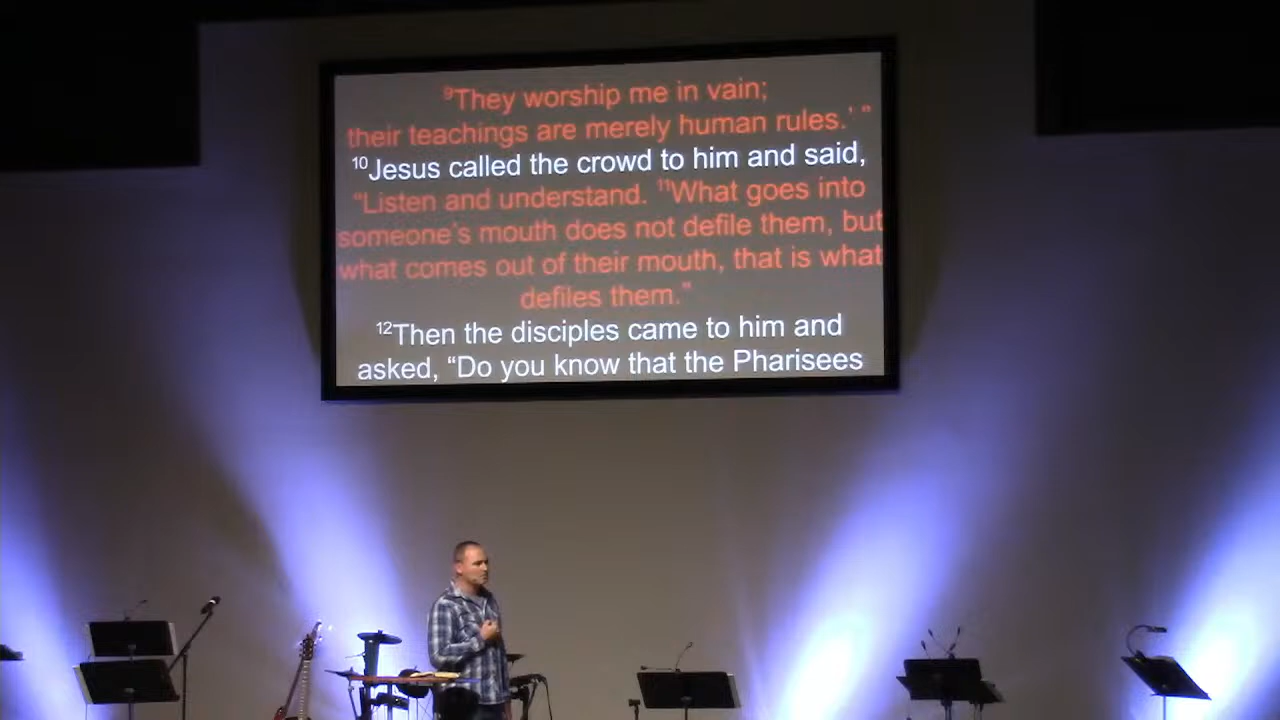 ⁹‘They worship me in vain;
their teachings are merely human rules.’ ”
¹⁰Jesus called the crowd to him and said,
“Listen and understand. ¹¹What goes into
someone’s mouth does not defile them, but
what comes out of their mouth, that is what
defiles them.”
¹²Then the disciples came to him and
asked, “Do you know that the Pharisees